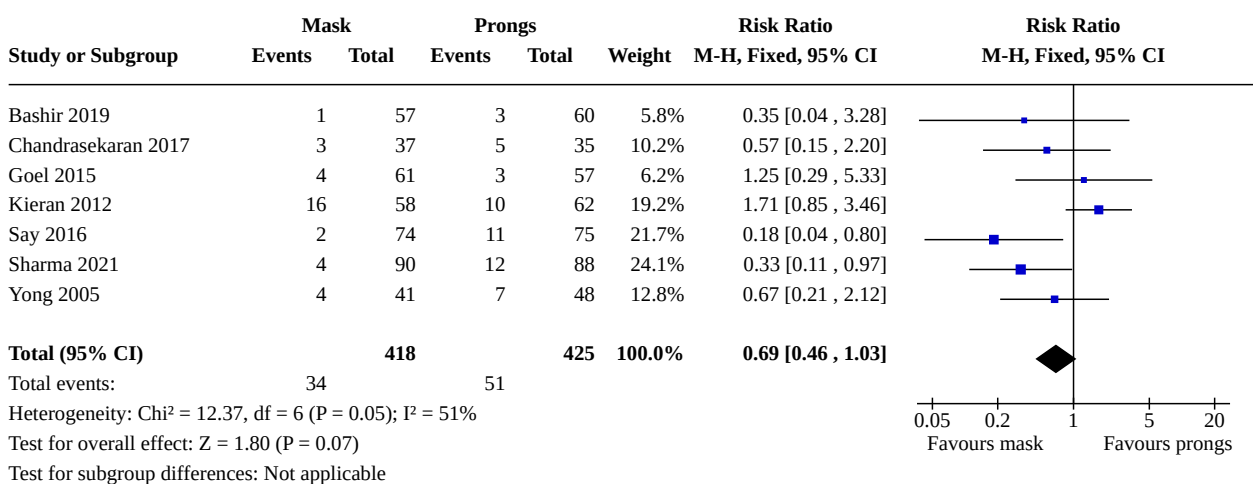 Mask Prongs Risk Ratio Risk Ratio
Study or Subgroup Events Total Events Total Weight M-H, Fixed, 95% CI M-H, Fixed, 95% CI
Bashir 2019 1 57 3 60 5.8% 0.35 [0.04 , 3.28]
Chandrasekaran 2017 3 37 5 35 10.2% 0.57 [0.15 , 2.20]
Goel 2015 4 61 3 57 6.2% 1.25 [0.29 , 5.33]
Kieran 2012 16 58 10 62 19.2% 1.71 [0.85 , 3.46]
Say 2016 2 74 11 75 21.7% 0.18 [0.04 , 0.80]
Sharma 2021 4 90 12 88 24.1% 0.33 [0.11 , 0.97]
Yong 2005 4 41 7 48 12.8% 0.67 [0.21 , 2.12]
Total (95% CI) 418 425 100.0% 0.69 [0.46 , 1.03]
Total events: 34 51
Heterogeneity: Chi² = 12.37, df = 6 (P = 0.05); I² = 51%
0.05 0.2 1 5 20
Test for overall effect: Z = 1.80 (P = 0.07) Favours mask Favours prongs
Test for subgroup differences: Not applicable